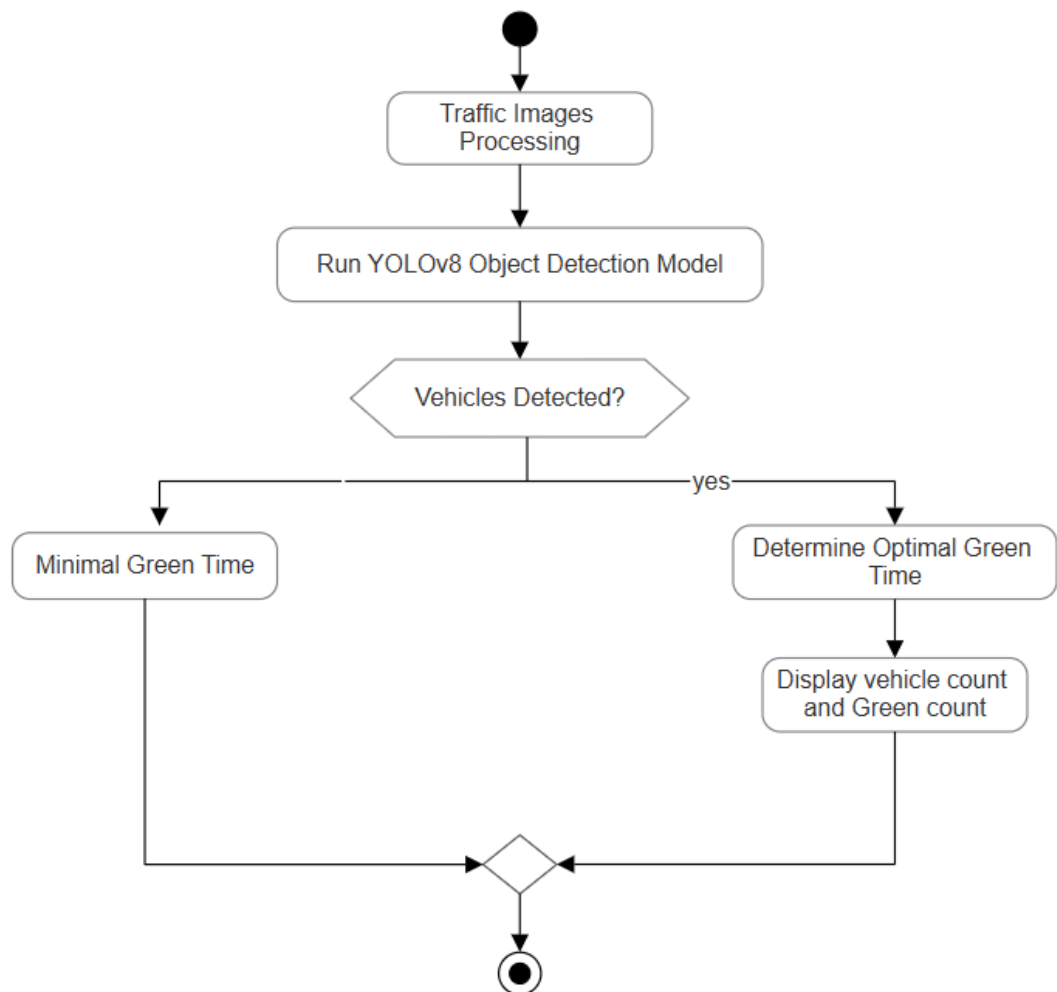 Traffic Images
Processing
Run YOLOv8 Object Detection Model
Vehicles Detected?
yes
Minimal Green Time
Determine Optimal Green
Time
Display vehicle count
and Green count